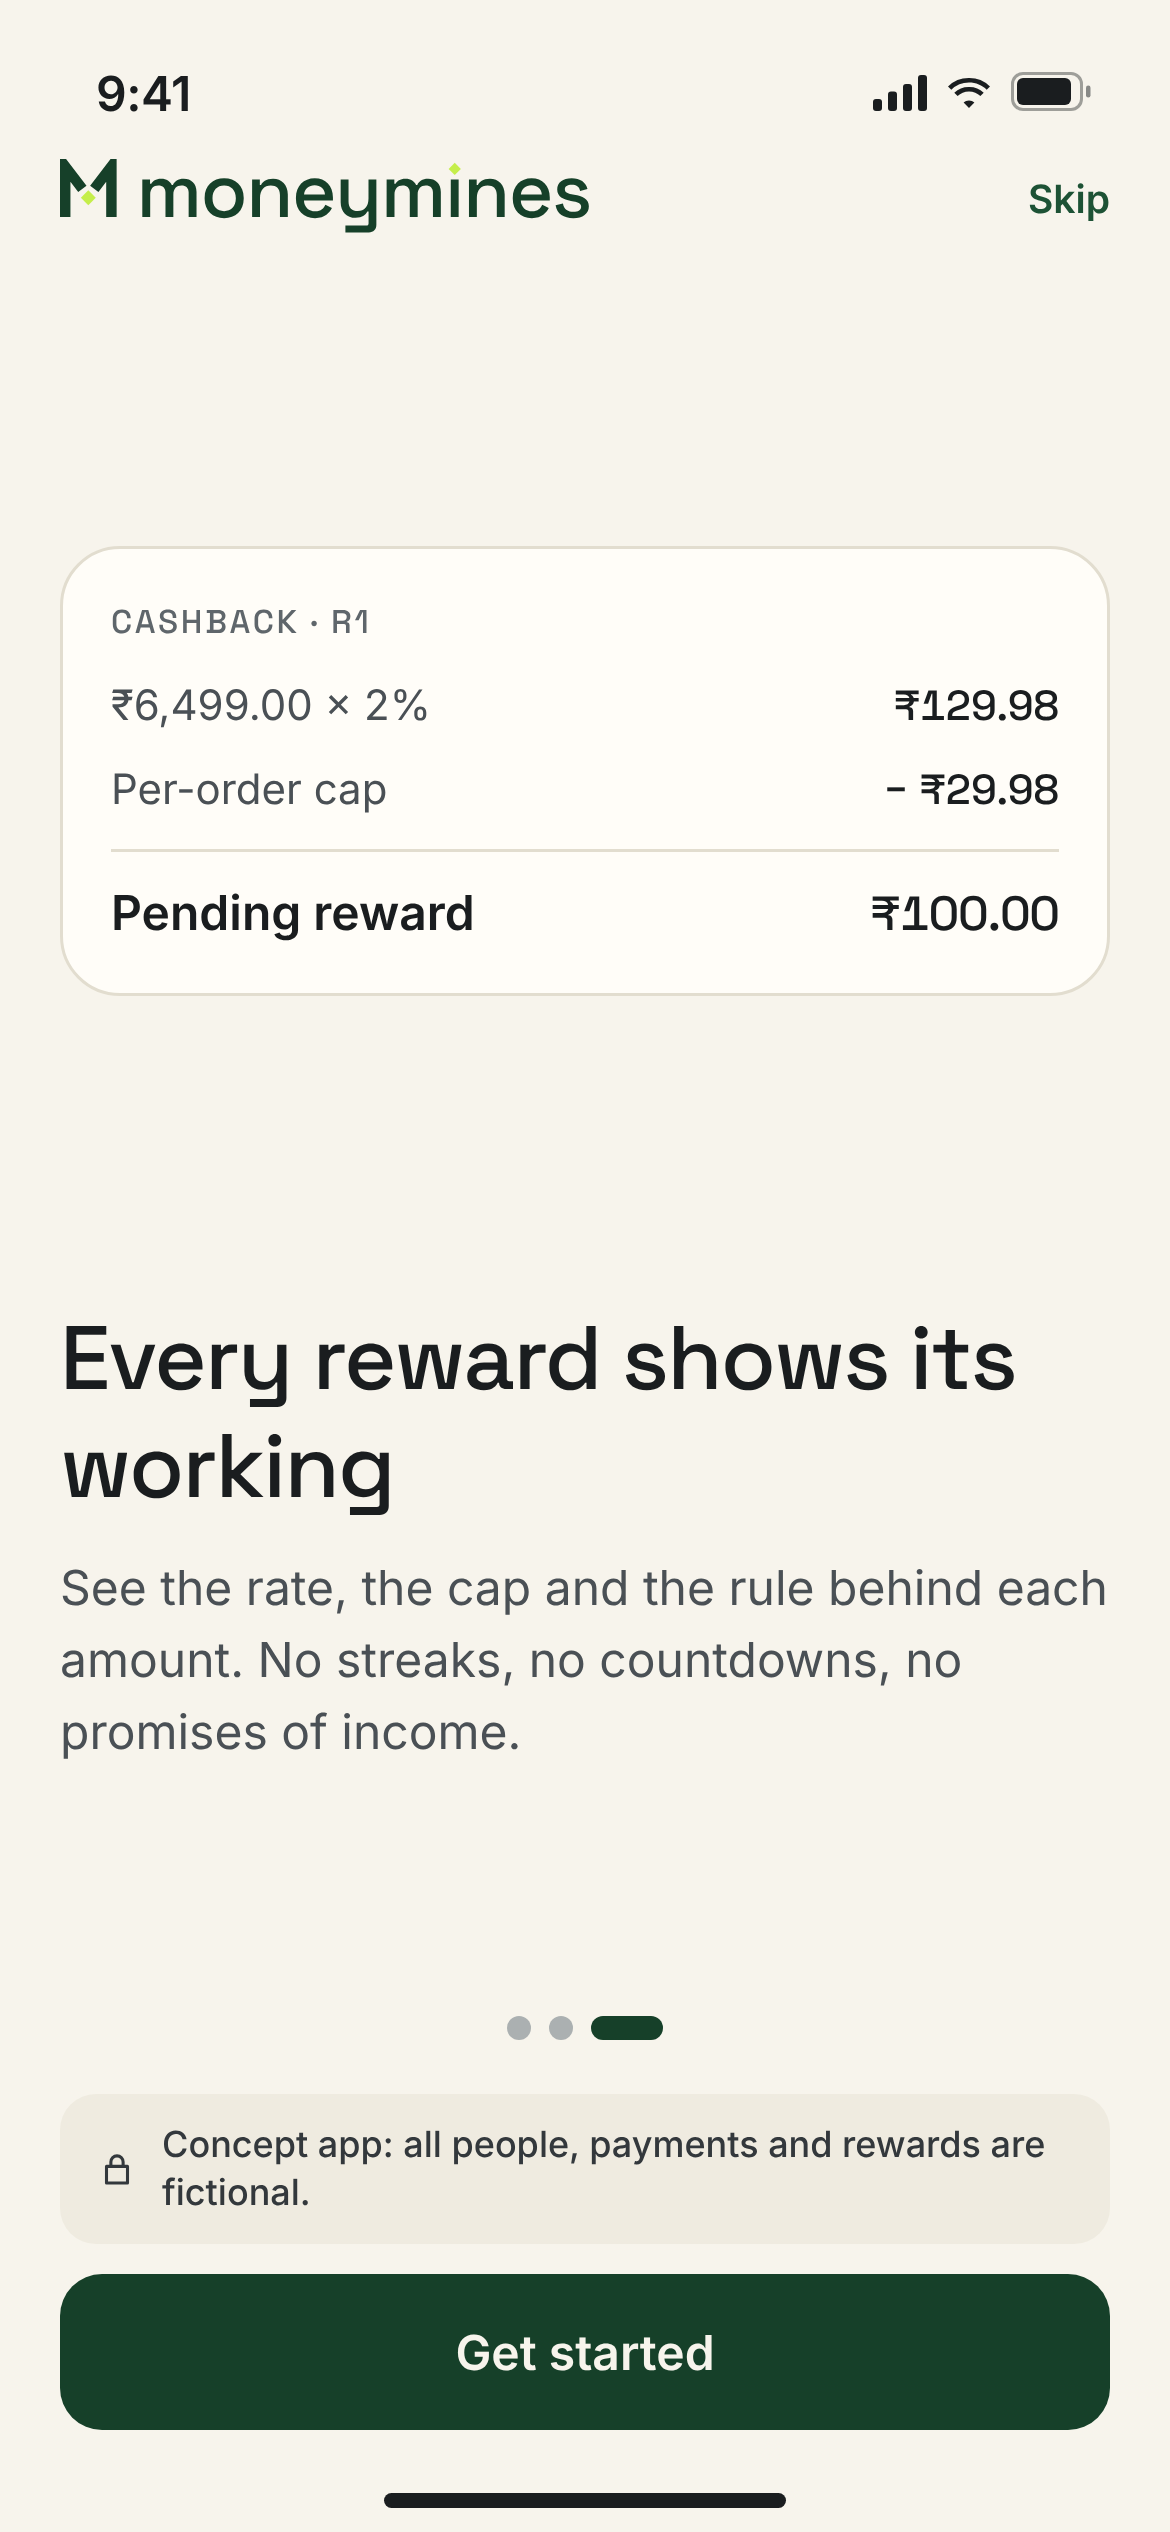 9:41
moneymines
Skip
CASHBACK · R1
₹6,499.00 × 2% ₹129.98
Per-order cap − ₹29.98
Pending reward ₹100.00
Every reward shows its
working
See the rate, the cap and the rule behind each
amount. No streaks, no countdowns, no
promises of income.
Concept app: all people, payments and rewards are
fictional.
Get started